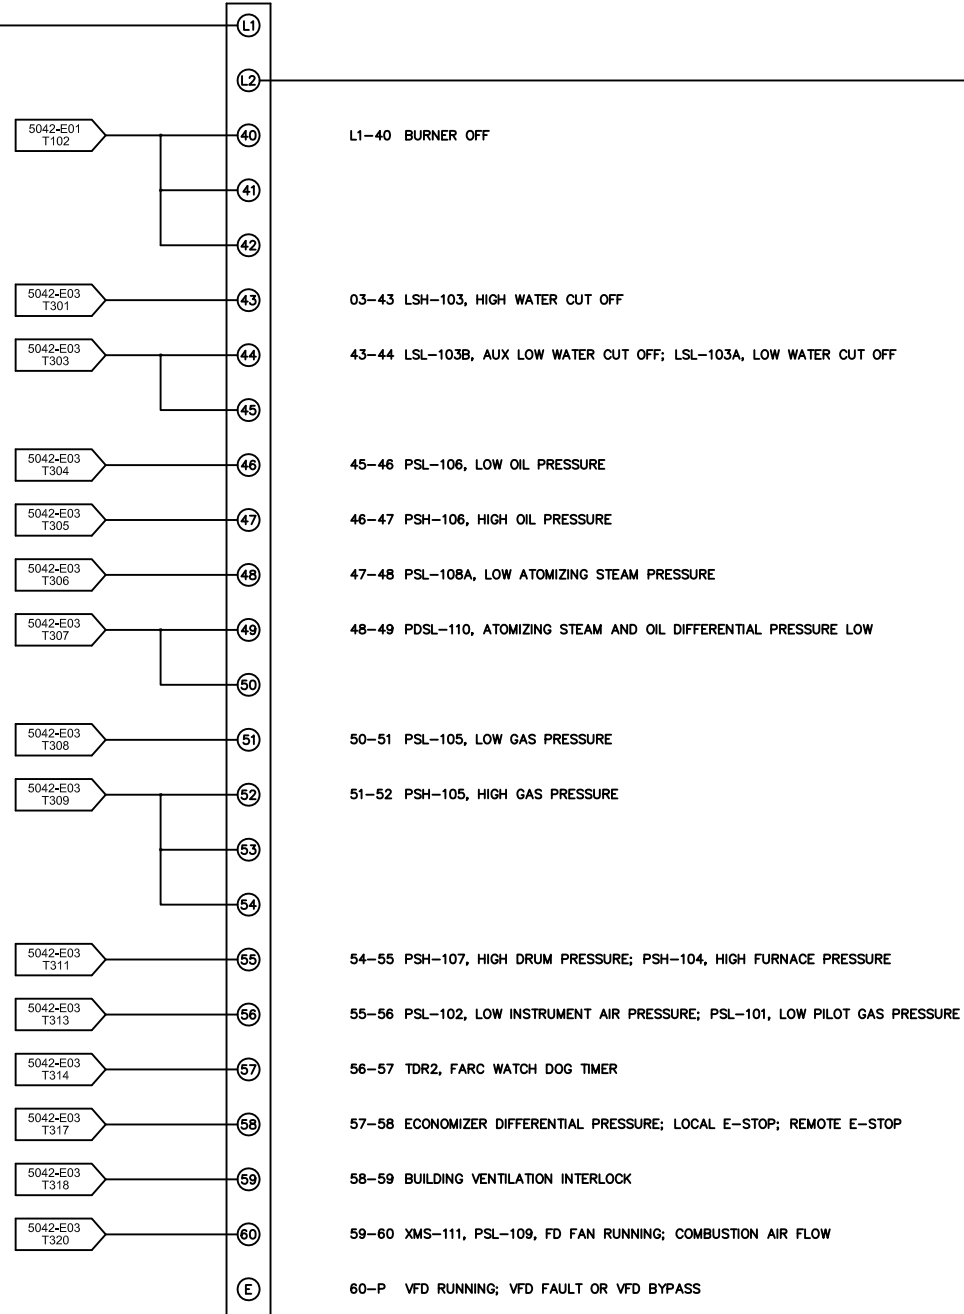 L1
L2
5042-E01
T102
40
L1-40 BURNER OFF
41
42
5042-E03
T301
43
03-43 LSH-103, HIGH WATER CUT OFF
5042-E03
T303
44
43-44 LSL-103B, AUX LOW WATER CUT OFF; LSL-103A, LOW WATER CUT OFF
45
5042-E03
T304
46
45-46 PSL-106, LOW OIL PRESSURE
5042-E03
T305
47
46-47 PSH-106, HIGH OIL PRESSURE
5042-E03
T306
48
47-48 PSL-108A, LOW ATOMIZING STEAM PRESSURE
5042-E03
T307
49
48-49 PDSL-110, ATOMIZING STEAM AND OIL DIFFERENTIAL PRESSURE LOW
50
5042-E03
T308
51
50-51 PSL-105, LOW GAS PRESSURE
5042-E03
T309
52
51-52 PSH-105, HIGH GAS PRESSURE
53
54
5042-E03
T311
55
54-55 PSH-107, HIGH DRUM PRESSURE; PSH-104, HIGH FURNACE PRESSURE
5042-E03
T313
56
55-56 PSL-102, LOW INSTRUMENT AIR PRESSURE; PSL-101, LOW PILOT GAS PRESSURE
5042-E03
T314
57
56-57 TDR2, FARC WATCH DOG TIMER
5042-E03
T317
58
57-58 ECONOMIZER DIFFERENTIAL PRESSURE; LOCAL E-STOP; REMOTE E-STOP
5042-E03
T318
59
58-59 BUILDING VENTILATION INTERLOCK
5042-E03
T320
60
59-60 XMS-111, PSL-109, FD FAN RUNNING; COMBUSTION AIR FLOW
E
60-P VFD RUNNING; VFD FAULT OR VFD BYPASS